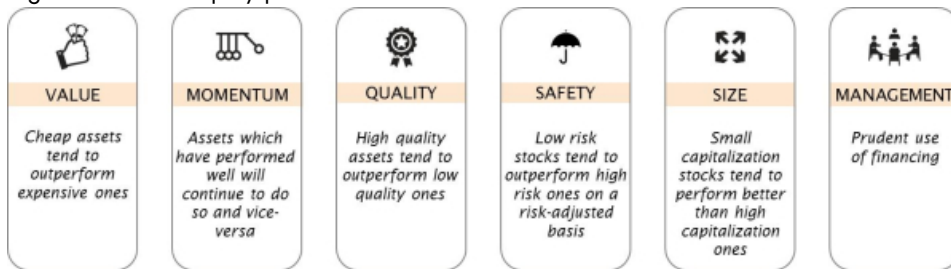 VALUE
Cheap assets
tend to
outperform
expensive ones
MOMENTUM
Assets which
have performed
well will
continue to do
so and vice-
versa
QUALITY
High quality
assets tend to
outperform low
quality ones
SAFETY
Low risk
stocks tend to
outperform high
risk ones on a
risk-adjusted
basis
SIZE
Small
capitalization
stocks tend to
perform better
than high
capitalization
ones
MANAGEMENT
Prudent use
of financing